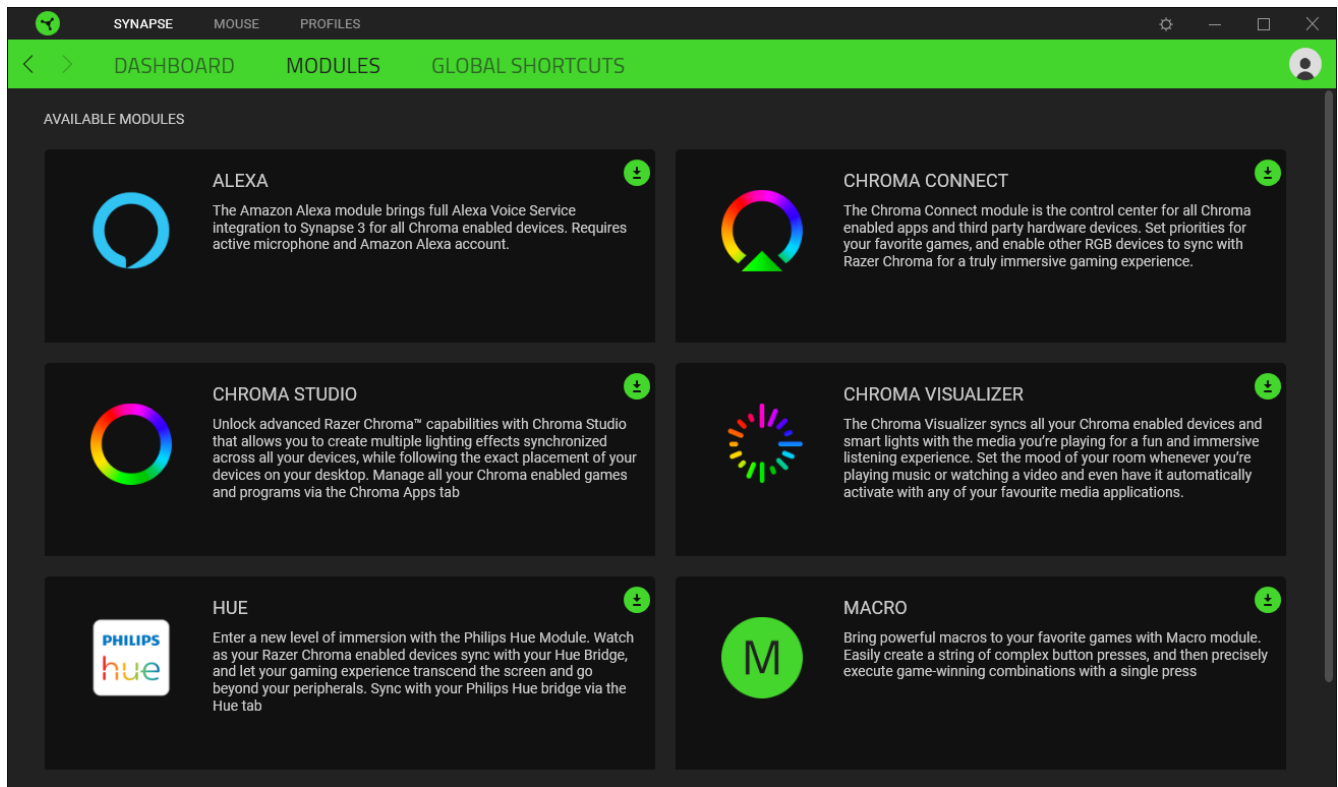 SYNAPSE MOUSE PROFILES
DASHBOARD MODULES GLOBAL SHORTCUTS
AVAILABLE MODULES
ALEXA
The Amazon Alexa module brings full Alexa Voice Service
integration to Synapse 3 for all Chroma enabled devices. Requires
active microphone and Amazon Alexa account.
CHROMA CONNECT
The Chroma Connect module is the control center for all Chroma
enabled apps and third party hardware devices. Set priorities for
your favorite games, and enable other RGB devices to sync with
Razer Chroma for a truly immersive gaming experience.
CHROMA STUDIO
Unlock advanced Razer Chroma™ capabilities with Chroma Studio
that allows you to create multiple lighting effects synchronized
across all your devices, while following the exact placement of your
devices on your desktop. Manage all your Chroma enabled games
and programs via the Chroma Apps tab
CHROMA VISUALIZER
The Chroma Visualizer syncs all your Chroma enabled devices and
smart lights with the media you're playing for a fun and immersive
listening experience. Set the mood of your room whenever you're
playing music or watching a video and even have it automatically
activate with any of your favourite media applications.
PHILIPS
hue
HUE
Enter a new level of immersion with the Philips Hue Module. Watch
as your Razer Chroma enabled devices sync with your Hue Bridge,
and let your gaming experience transcend the screen and go
beyond your peripherals. Sync with your Philips Hue bridge via the
Hue tab
M
MACRO
Bring powerful macros to your favorite games with Macro module.
Easily create a string of complex button presses, and then precisely
execute game-winning combinations with a single press